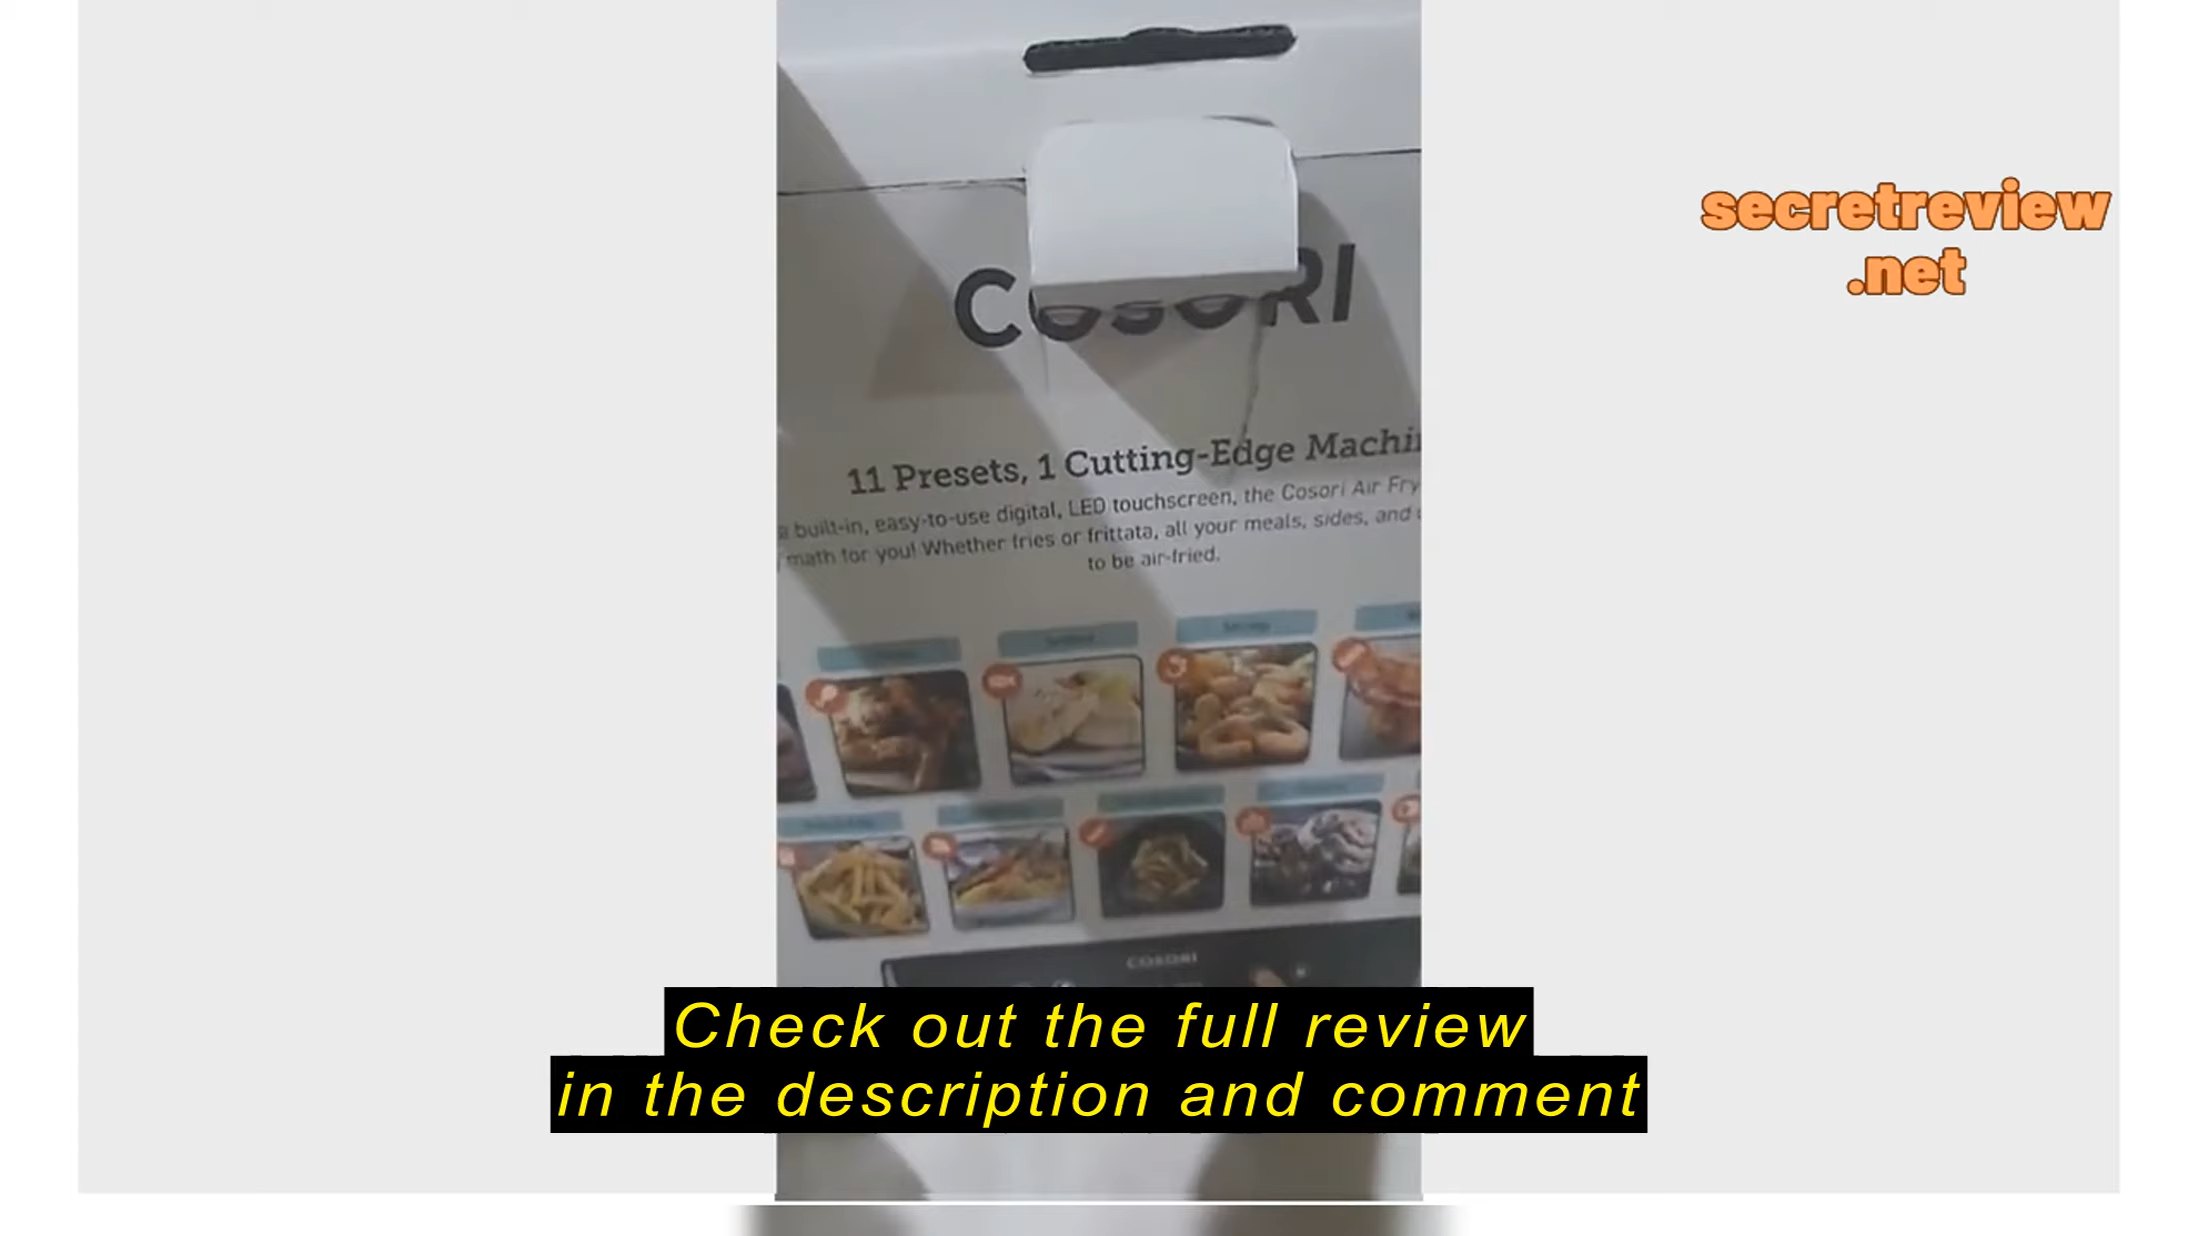 secretreview
.net
COSORI
11 Presets, 1 Cutting-Edge
built-in, easy-to-use digital, LED touchscreen, the Cosori Air
math for you! Whether fries or frittata, all your meals, sides, and
to be air-fried.
COSORI
Check out the full review
in the description and comment